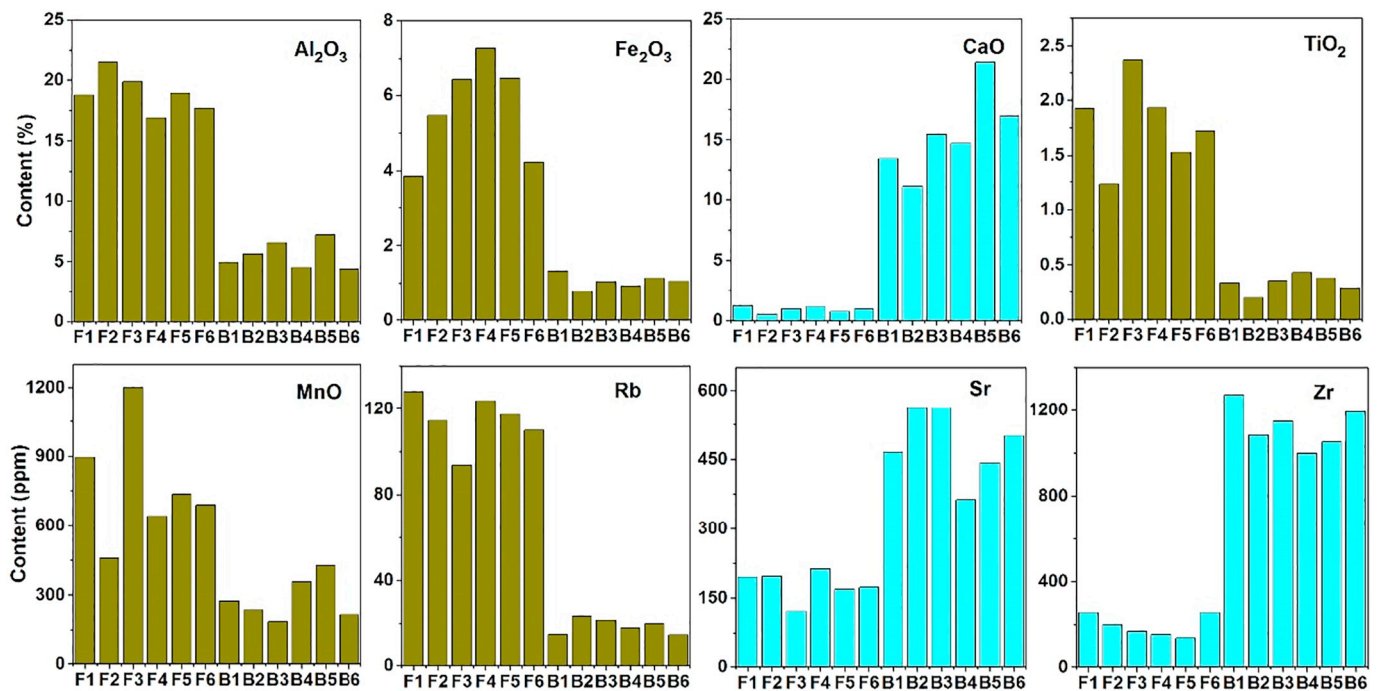 Content (%)
25
20
15
10
5
0
Al₂O₃
F1 F2 F3 F4 F5 F6 B1 B2 B3 B4 B5 B6
8
6
4
2
0
Fe₂O₃
F1 F2 F3 F4 F5 F6 B1 B2 B3 B4 B5 B6
25
20
15
10
5
0
CaO
F1 F2 F3 F4 F5 F6 B1 B2 B3 B4 B5 B6
2.5
2.0
1.5
1.0
0.5
0.0
TiO₂
F1 F2 F3 F4 F5 F6 B1 B2 B3 B4 B5 B6
Content (ppm)
1200
900
600
300
0
MnO
F1 F2 F3 F4 F5 F6 B1 B2 B3 B4 B5 B6
120
80
40
0
Rb
F1 F2 F3 F4 F5 F6 B1 B2 B3 B4 B5 B6
600
450
300
150
0
Sr
F1 F2 F3 F4 F5 F6 B1 B2 B3 B4 B5 B6
1200
800
400
0
Zr
F1 F2 F3 F4 F5 F6 B1 B2 B3 B4 B5 B6